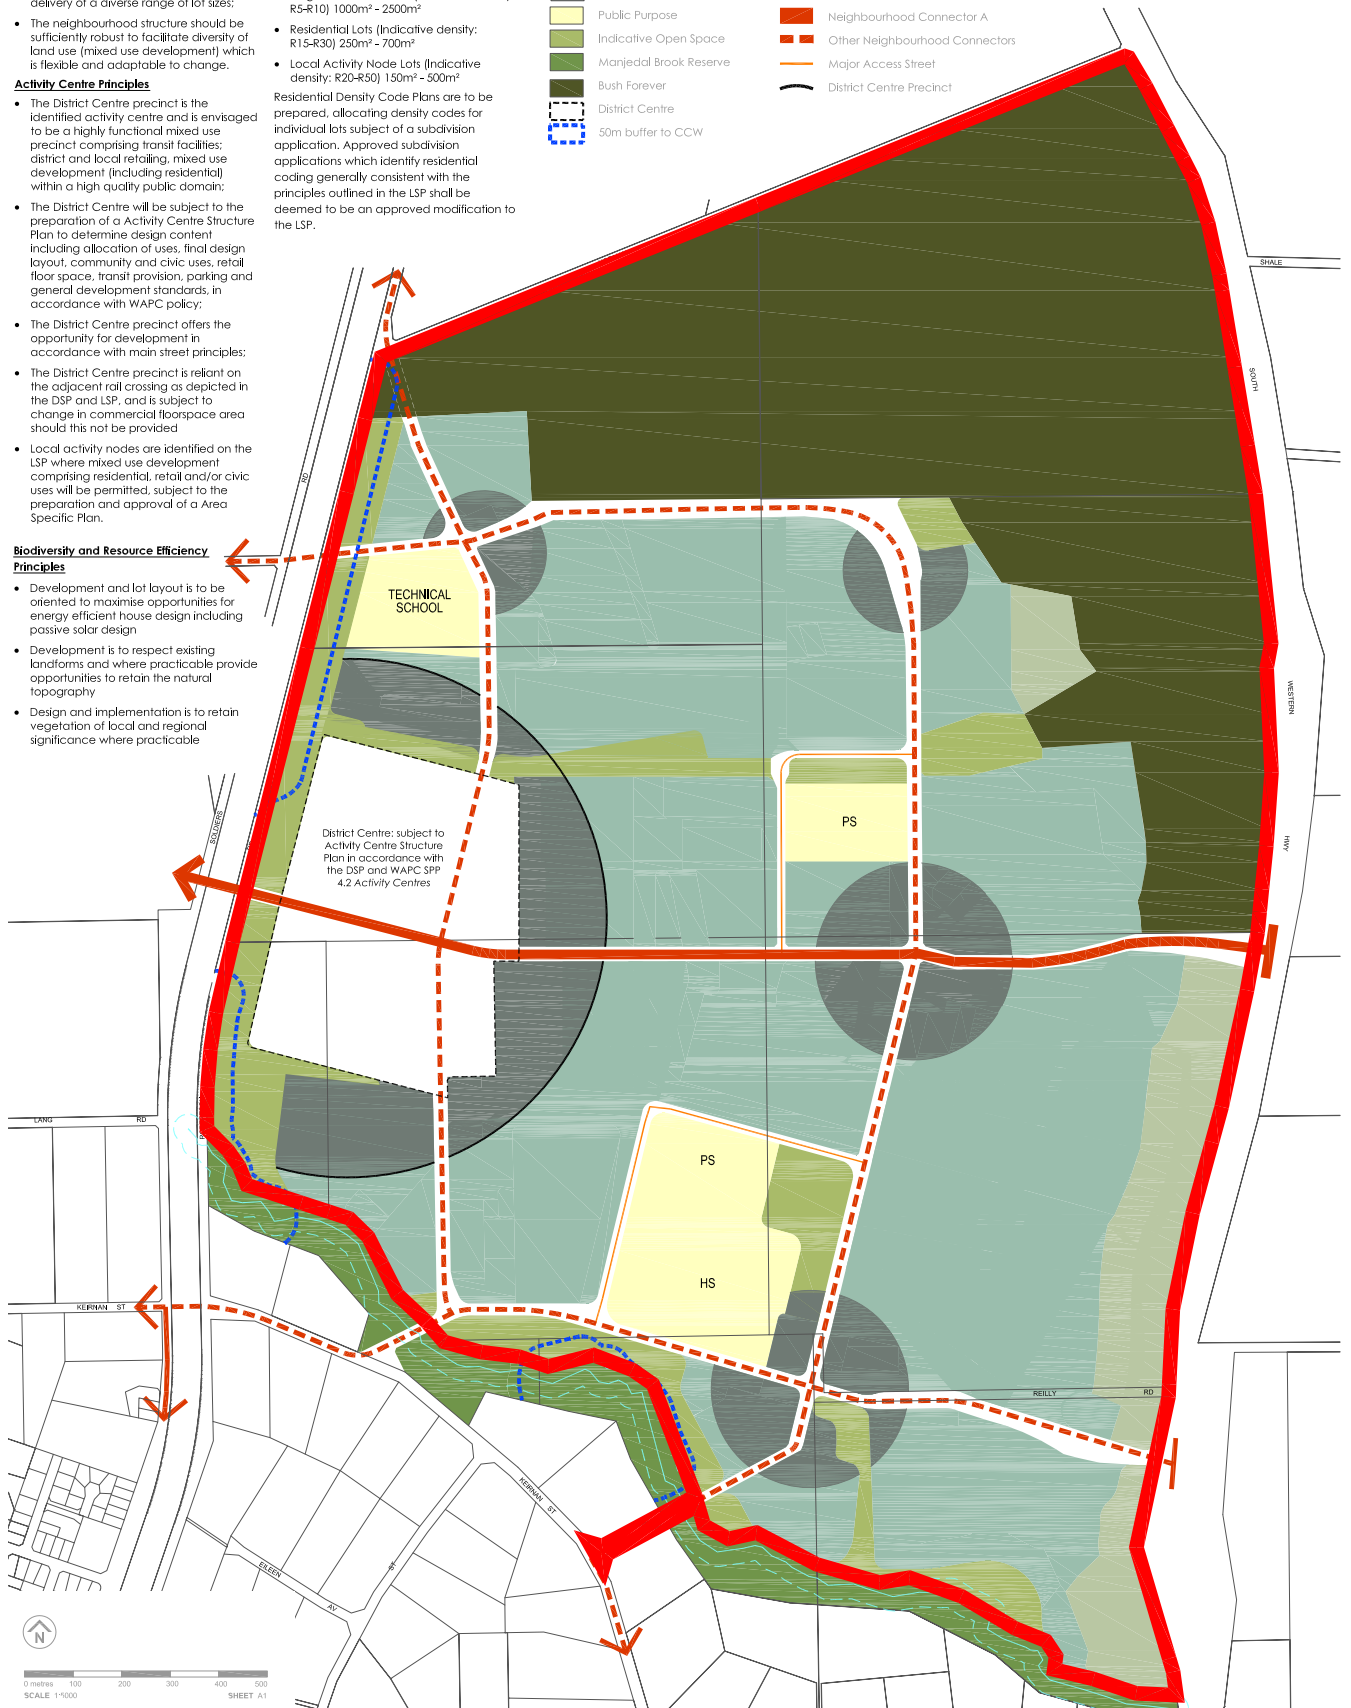 delivery of a diverse range of lot sizes;
• The neighbourhood structure should be
sufficiently robust to facilitate diversity of
land use (mixed use development) which
is flexible and adaptable to change.
Activity Centre Principles
• The District Centre precinct is the
identified activity centre and is envisaged
to be a highly functional mixed use
precinct comprising transit facilities;
district and local retailing, mixed use
development (including residential)
within a high quality public domain;
• The District Centre will be subject to the
preparation of a Activity Centre Structure
Plan to determine design content
including allocation of uses, final design
layout, community and civic uses, retail
floor space, transit provision, parking and
general development standards, in
accordance with WAPC policy;
• The District Centre precinct offers the
opportunity for development in
accordance with main street principles;
• The District Centre precinct is reliant on
the adjacent rail crossing as depicted in
the DSP and LSP, and is subject to
change in commercial floorspace area
should this not be provided
• Local activity nodes are identified on the
LSP where mixed use development
comprising residential, retail and/or civic
uses will be permitted, subject to the
preparation and approval of a Area
Specific Plan.
Biodiversity and Resource Efficiency
Principles
• Development and lot layout is to be
oriented to maximise opportunities for
energy efficient house design including
passive solar design
• Development is to respect existing
landforms and where practicable provide
opportunities to retain the natural
topography
• Design and implementation is to retain
vegetation of local and regional
significance where practicable
R5-R10) 1000m² - 2500m²
• Residential Lots (Indicative density:
R15-R30) 250m² - 700m²
• Local Activity Node Lots (Indicative
density: R20-R50) 150m² - 500m²
Residential Density Code Plans are to be
prepared, allocating density codes for
individual lots subject of a subdivision
application. Approved subdivision
applications which identify residential
coding generally consistent with the
principles outlined in the LSP shall be
deemed to be an approved modification to
the LSP.
Public Purpose
Indicative Open Space
Manjedal Brook Reserve
Bush Forever
District Centre
50m buffer to CCW
Neighbourhood Connector A
Other Neighbourhood Connectors
Major Access Street
District Centre Precinct
SHALE
SOUTH
WESTERN
HWY
RD
TECHNICAL
SCHOOL
PS
SOLDIERS
District Centre: subject to
Activity Centre Structure
Plan in accordance with
the DSP and WAPC SPP
4.2 Activity Centres
LANG RD
PS
HS
KEIRNAN ST
REILLY RD
KEIRNAN ST
EILEEN AV
ST
N
0 metres 100 200 300 400 500
SCALE 1:5000 SHEET A1